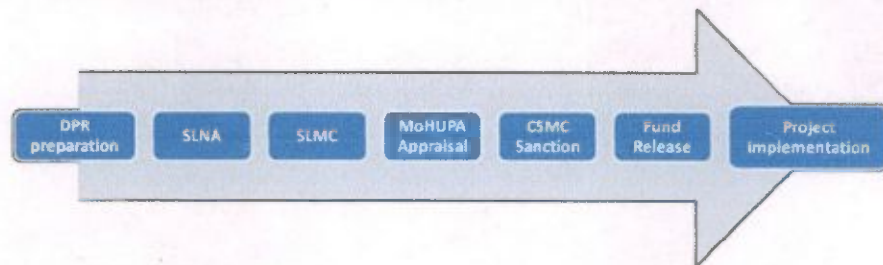 DPR
preparation
SLNA
SLMC
MoHUPA
Appraisal
CSMC
Sanction
Fund
Release
Project
Implementation